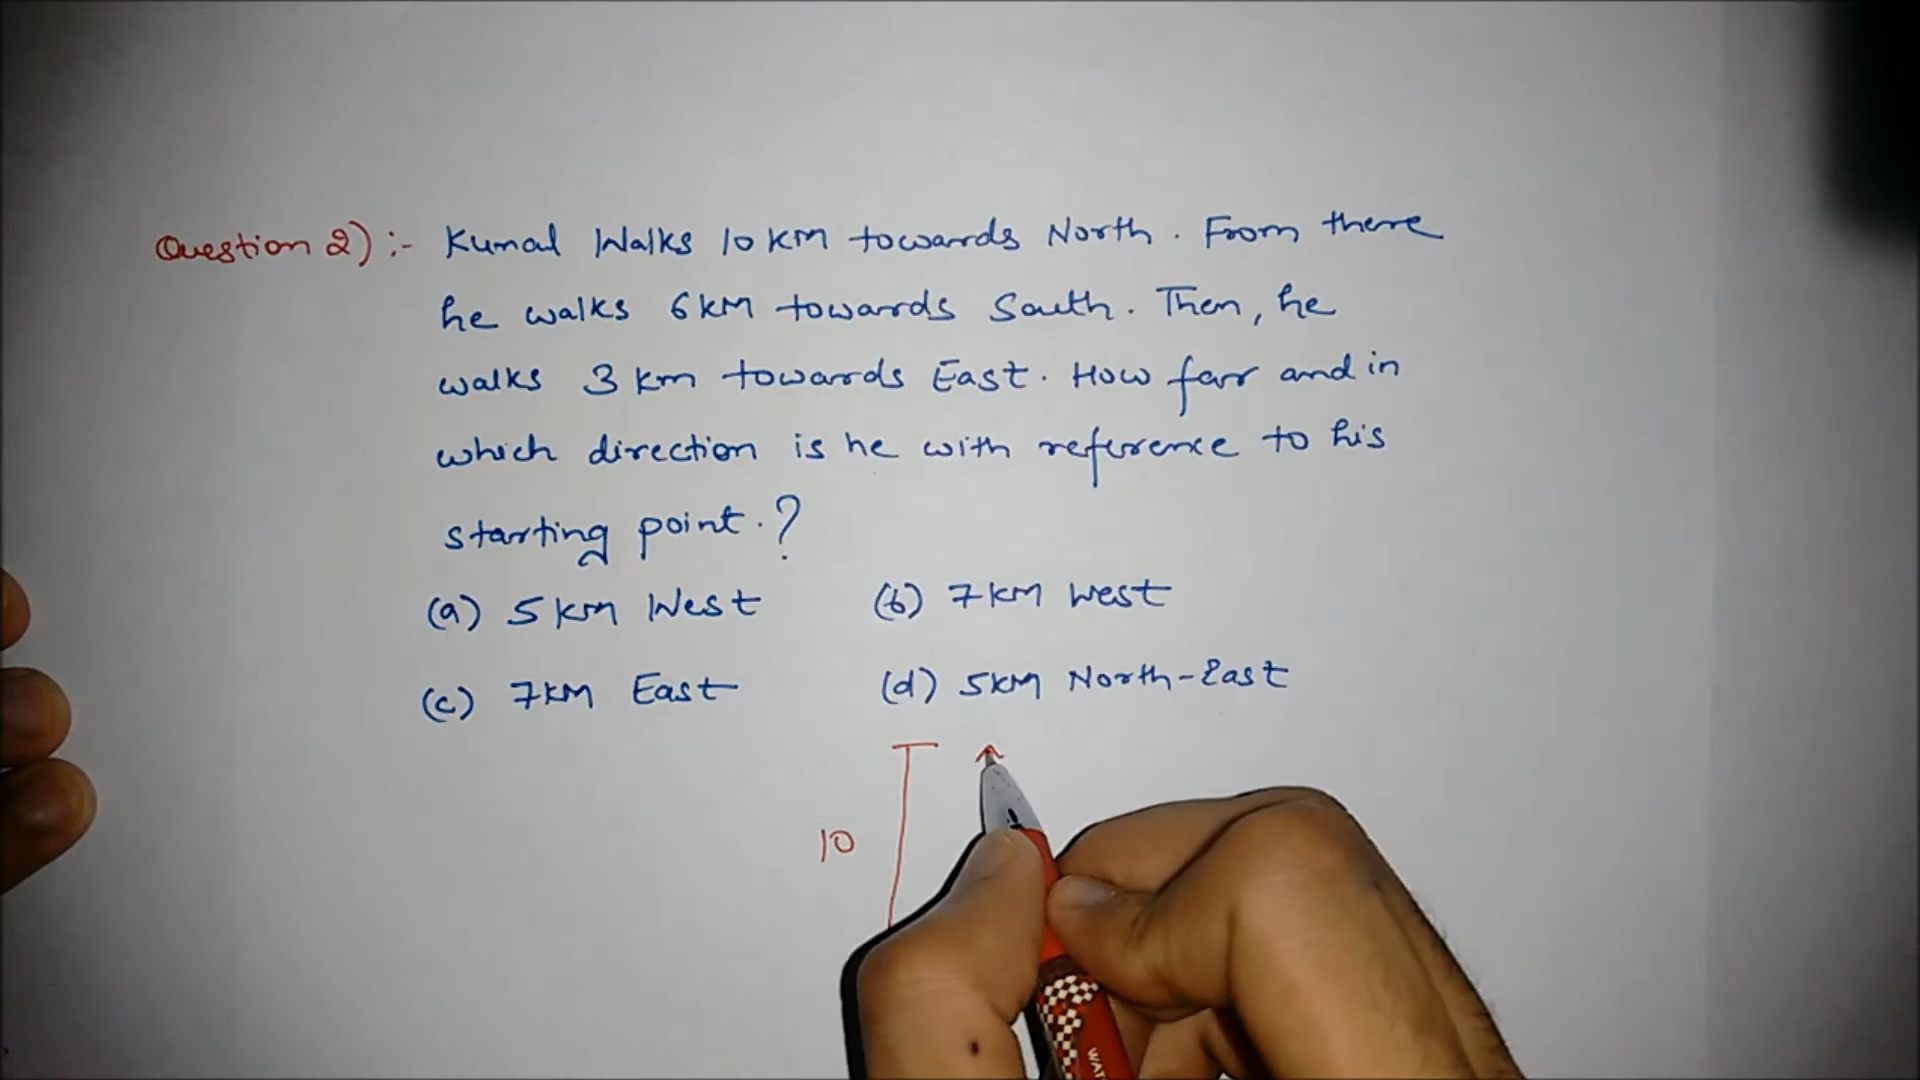 Question 2) :- Kumal Walks 10 KM towards North. From there
he walks 6 KM towards South. Then, he
walks 3 km towards East. How far and in
which direction is he with reference to his
starting point.?
(a) 5 KM West (b) 7 KM West
(c) 7 KM East (d) 5 KM North-East
10